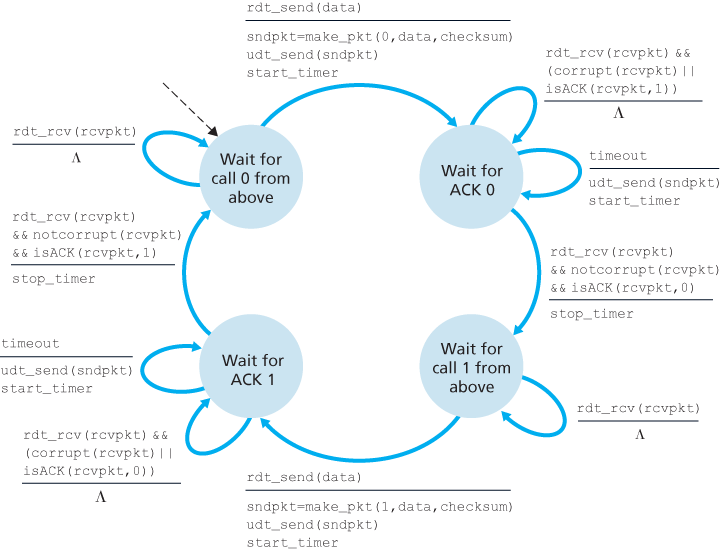 rdt_send(data)
sndpkt=make_pkt(0,data,checksum)
udt_send(sndpkt)
start_timer
rdt_rcv(rcvpkt) &&
(corrupt(rcvpkt)||
isACK(rcvpkt,1))
Λ
rdt_rcv(rcvpkt)
Λ
Wait for
call 0 from
above
Wait for
ACK 0
timeout
udt_send(sndpkt)
start_timer
rdt_rcv(rcvpkt)
&& notcorrupt(rcvpkt)
&& isACK(rcvpkt,1)
stop_timer
rdt_rcv(rcvpkt)
&& notcorrupt(rcvpkt)
&& isACK(rcvpkt,0)
stop_timer
timeout
udt_send(sndpkt)
start_timer
Wait for
ACK 1
Wait for
call 1 from
above
rdt_rcv(rcvpkt)
Λ
rdt_rcv(rcvpkt) &&
(corrupt(rcvpkt)||
isACK(rcvpkt,0))
Λ
rdt_send(data)
sndpkt=make_pkt(1,data,checksum)
udt_send(sndpkt)
start_timer